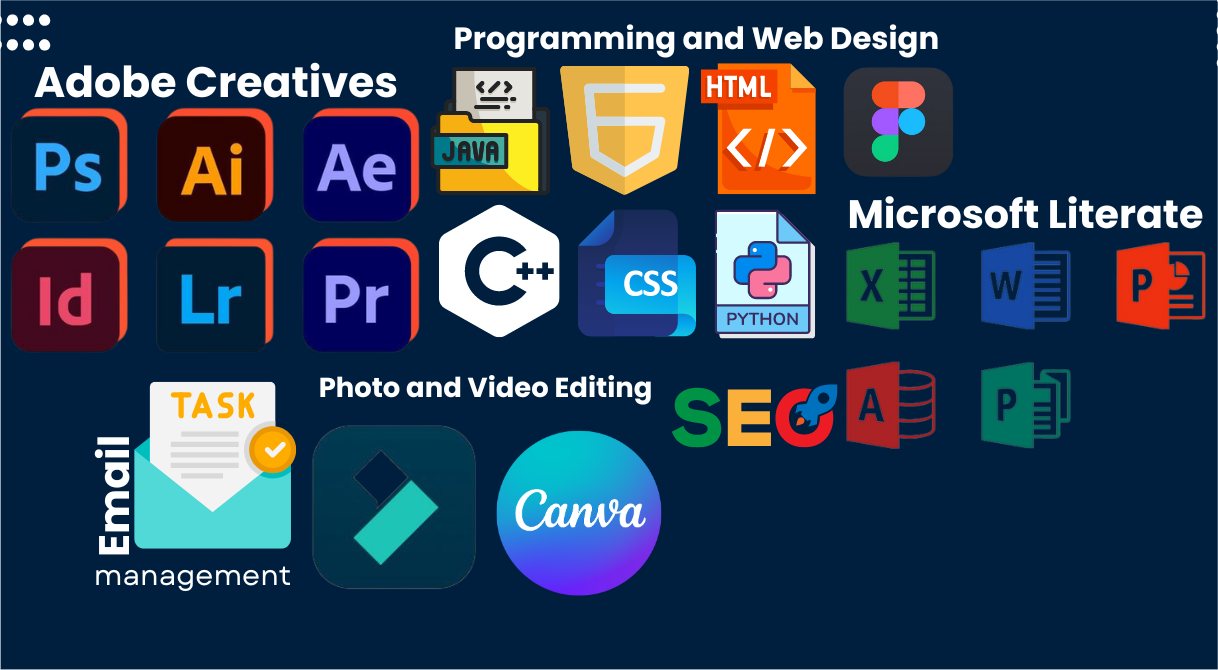 Programming and Web Design
Adobe Creatives
Ps
Ai
Ae
Id
Lr
Pr
</>
JAVA
HTML
</>
C++
CSS
PYTHON
Microsoft Literate
X
W
P
A
P
Photo and Video Editing
SEO
TASK
Email
management
Canva